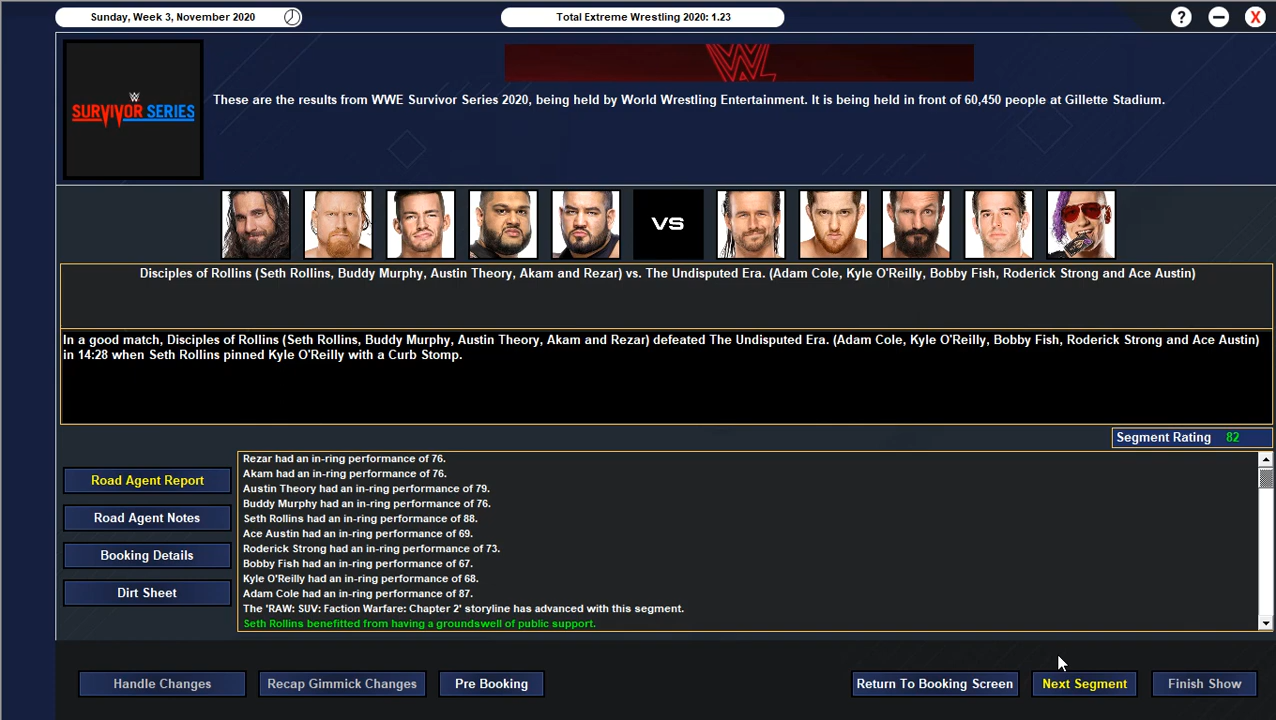 Sunday, Week 3, November 2020
Total Extreme Wrestling 2020: 1.23
?
X
W
SURVIVOR SERIES
These are the results from WWE Survivor Series 2020, being held by World Wrestling Entertainment. It is being held in front of 60,450 people at Gillette Stadium.
VS
Disciples of Rollins (Seth Rollins, Buddy Murphy, Austin Theory, Akam and Rezar) vs. The Undisputed Era. (Adam Cole, Kyle O'Reilly, Bobby Fish, Roderick Strong and Ace Austin)
In a good match, Disciples of Rollins (Seth Rollins, Buddy Murphy, Austin Theory, Akam and Rezar) defeated The Undisputed Era. (Adam Cole, Kyle O'Reilly, Bobby Fish, Roderick Strong and Ace Austin)
in 14:28 when Seth Rollins pinned Kyle O'Reilly with a Curb Stomp.
Segment Rating 82
Road Agent Report
Road Agent Notes
Booking Details
Dirt Sheet
Rezar had an in-ring performance of 76.
Akam had an in-ring performance of 76.
Austin Theory had an in-ring performance of 79.
Buddy Murphy had an in-ring performance of 76.
Seth Rollins had an in-ring performance of 88.
Ace Austin had an in-ring performance of 69.
Roderick Strong had an in-ring performance of 73.
Bobby Fish had an in-ring performance of 67.
Kyle O'Reilly had an in-ring performance of 68.
Adam Cole had an in-ring performance of 87.
The 'RAW: SUV: Faction Warfare: Chapter 2' storyline has advanced with this segment.
Seth Rollins benefitted from having a groundswell of public support.
Handle Changes
Recap Gimmick Changes
Pre Booking
Return To Booking Screen
Next Segment
Finish Show